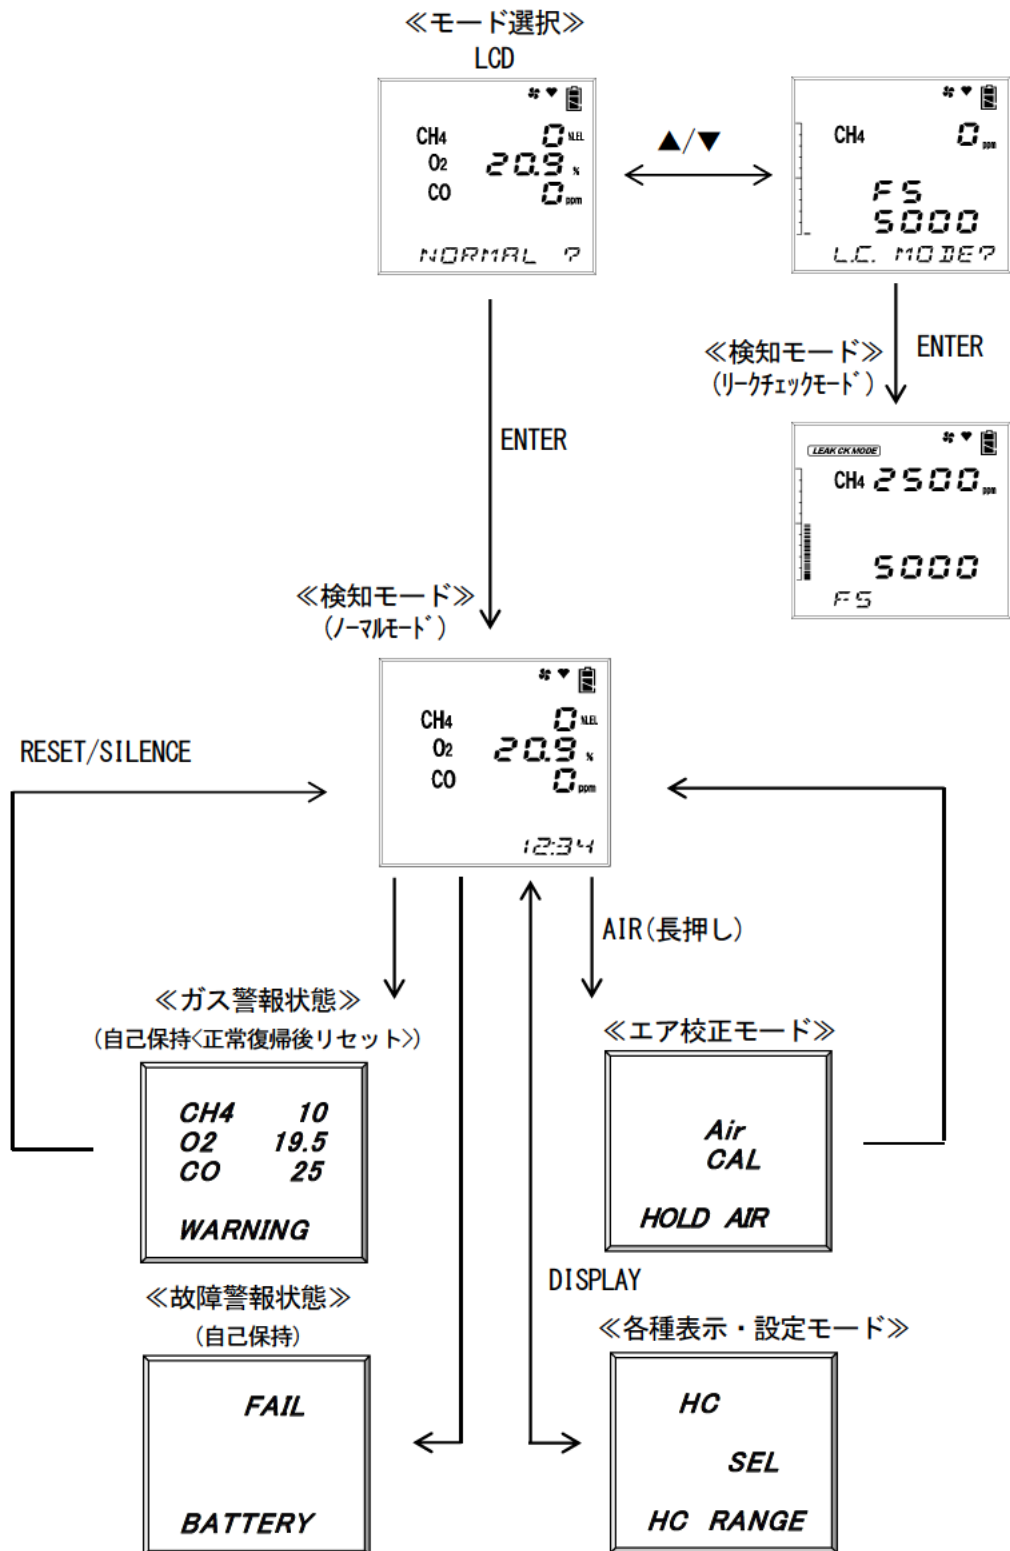 ≪モード選択≫
LCD
CH4 0 %LEL
O2 20.9 %
CO 0 ppm
NORMAL ?
▲/▼
CH4 0 ppm
FS
5000
L.C. MODE?
ENTER
≪検知モード≫
(ﾘｰｸﾁｪｯｸﾓｰﾄﾞ)
ENTER
LEAK CK MODE
CH4 2500 ppm
5000
FS
≪検知モード≫
(ﾉｰﾏﾙﾓｰﾄﾞ)
CH4 0 %LEL
O2 20.9 %
CO 0 ppm
12:34
RESET/SILENCE
AIR(長押し)
≪ガス警報状態≫
(自己保持<正常復帰後リセット>)
CH4 10
O2 19.5
CO 25
WARNING
≪エア校正モード≫
Air
CAL
HOLD AIR
DISPLAY
≪故障警報状態≫
(自己保持)
FAIL
BATTERY
≪各種表示・設定モード≫
HC
SEL
HC RANGE